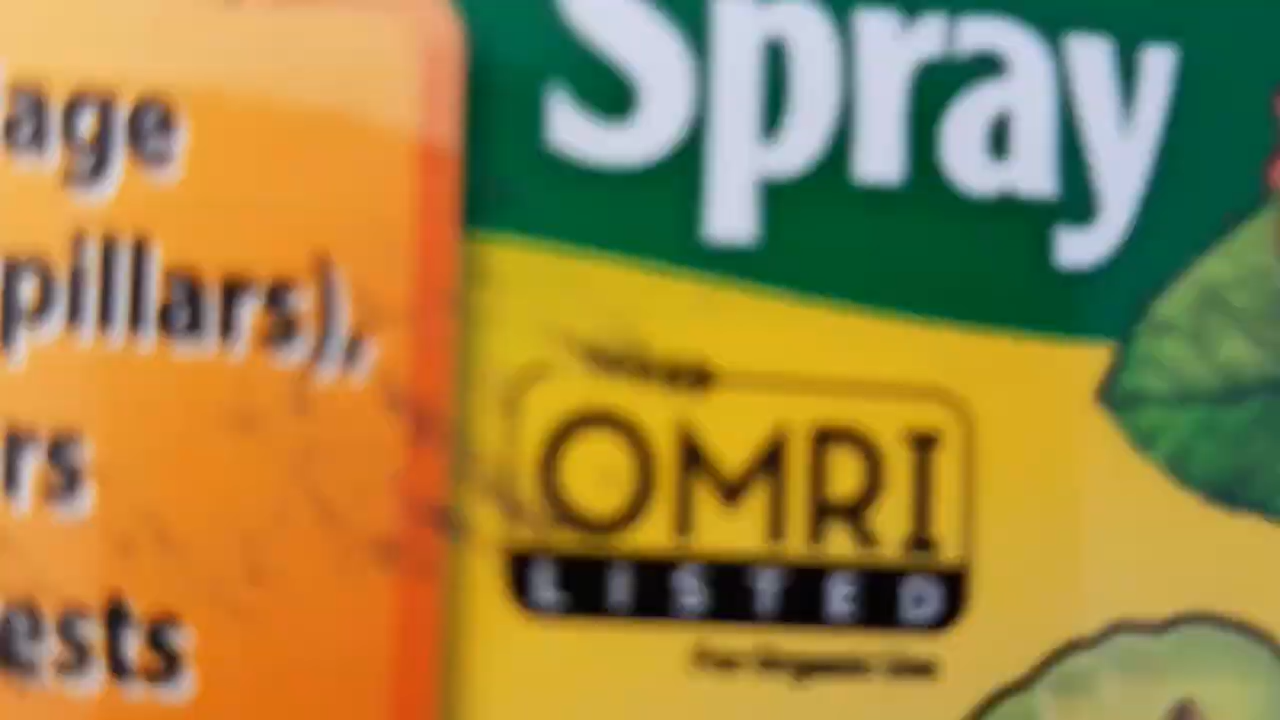 Spray
age
pillars),
rs
ests
OMRI
LISTED
For Organic Use